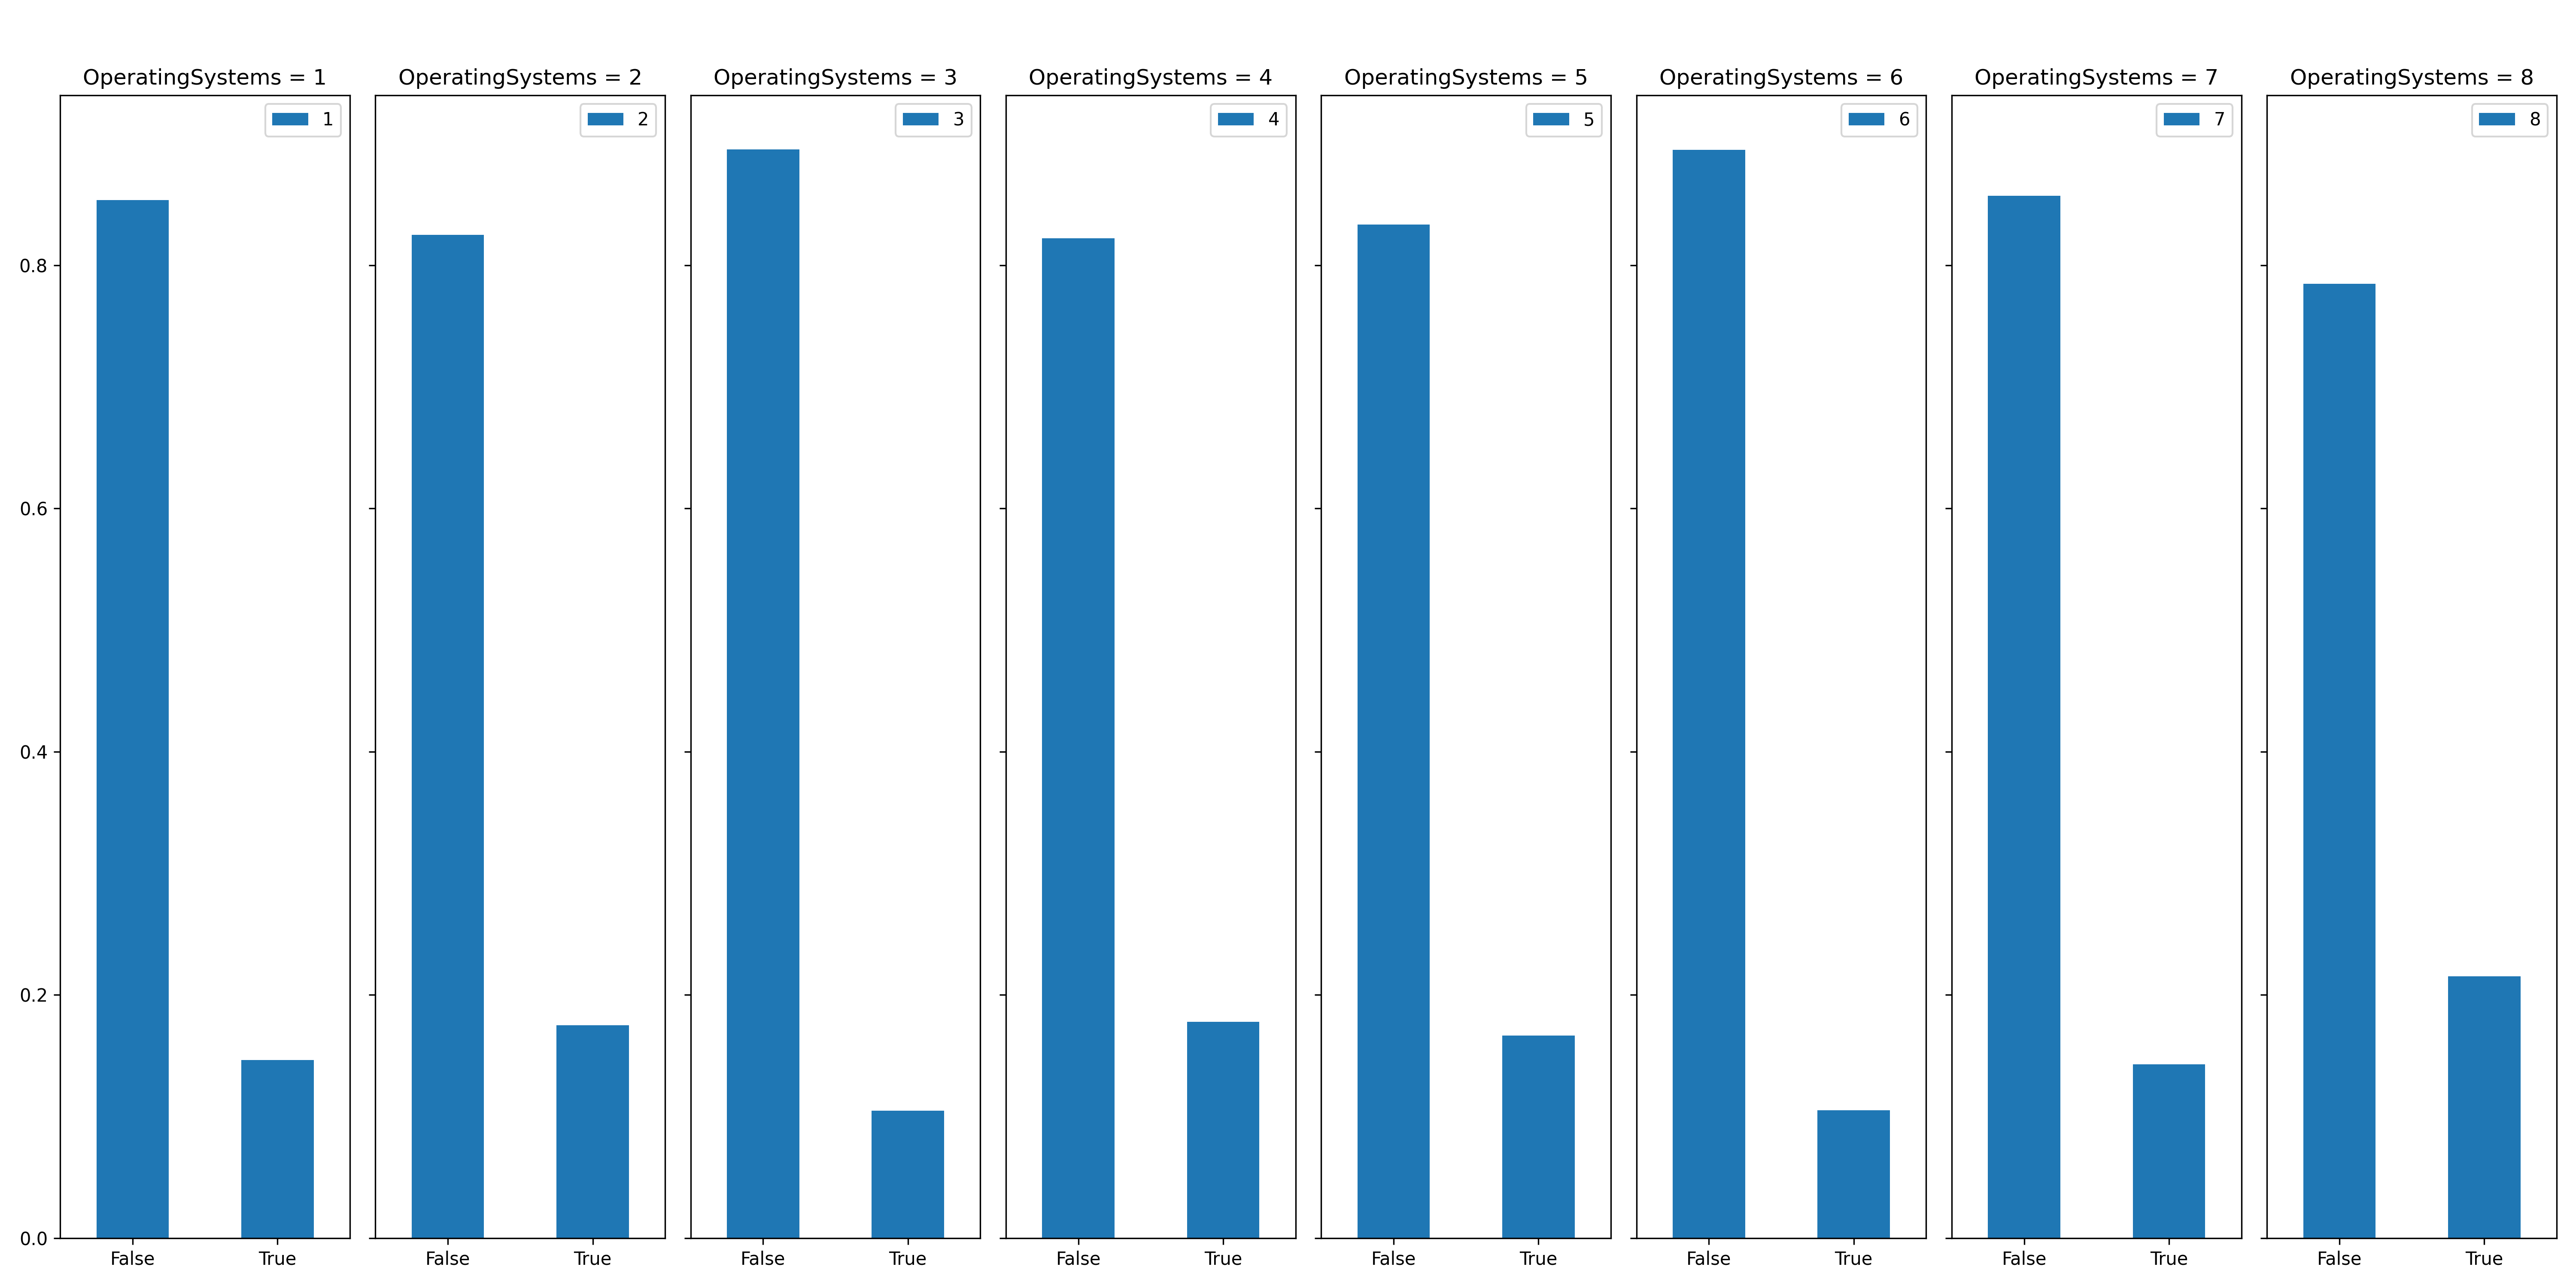 OperatingSystems = 1 OperatingSystems = 2 OperatingSystems = 3 OperatingSystems = 4 OperatingSystems = 5 OperatingSystems = 6 OperatingSystems = 7 OperatingSystems = 8
1 2 3 4 5 6 7 8
0.8
0.6
0.4
0.2
0.0
False True False True False True False True False True False True False True False True